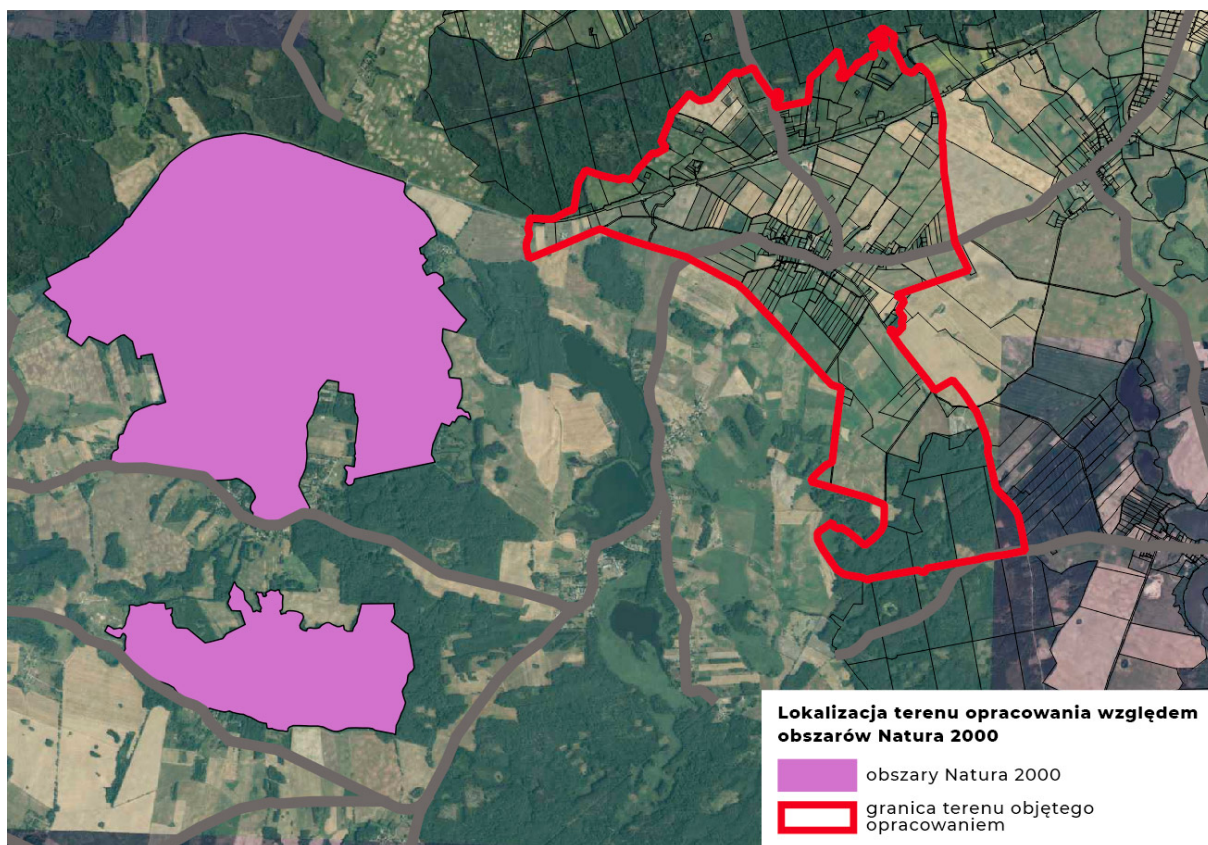 Lokalizacja terenu opracowania względem
obszarów Natura 2000
obszary Natura 2000
granica terenu objętego
opracowaniem